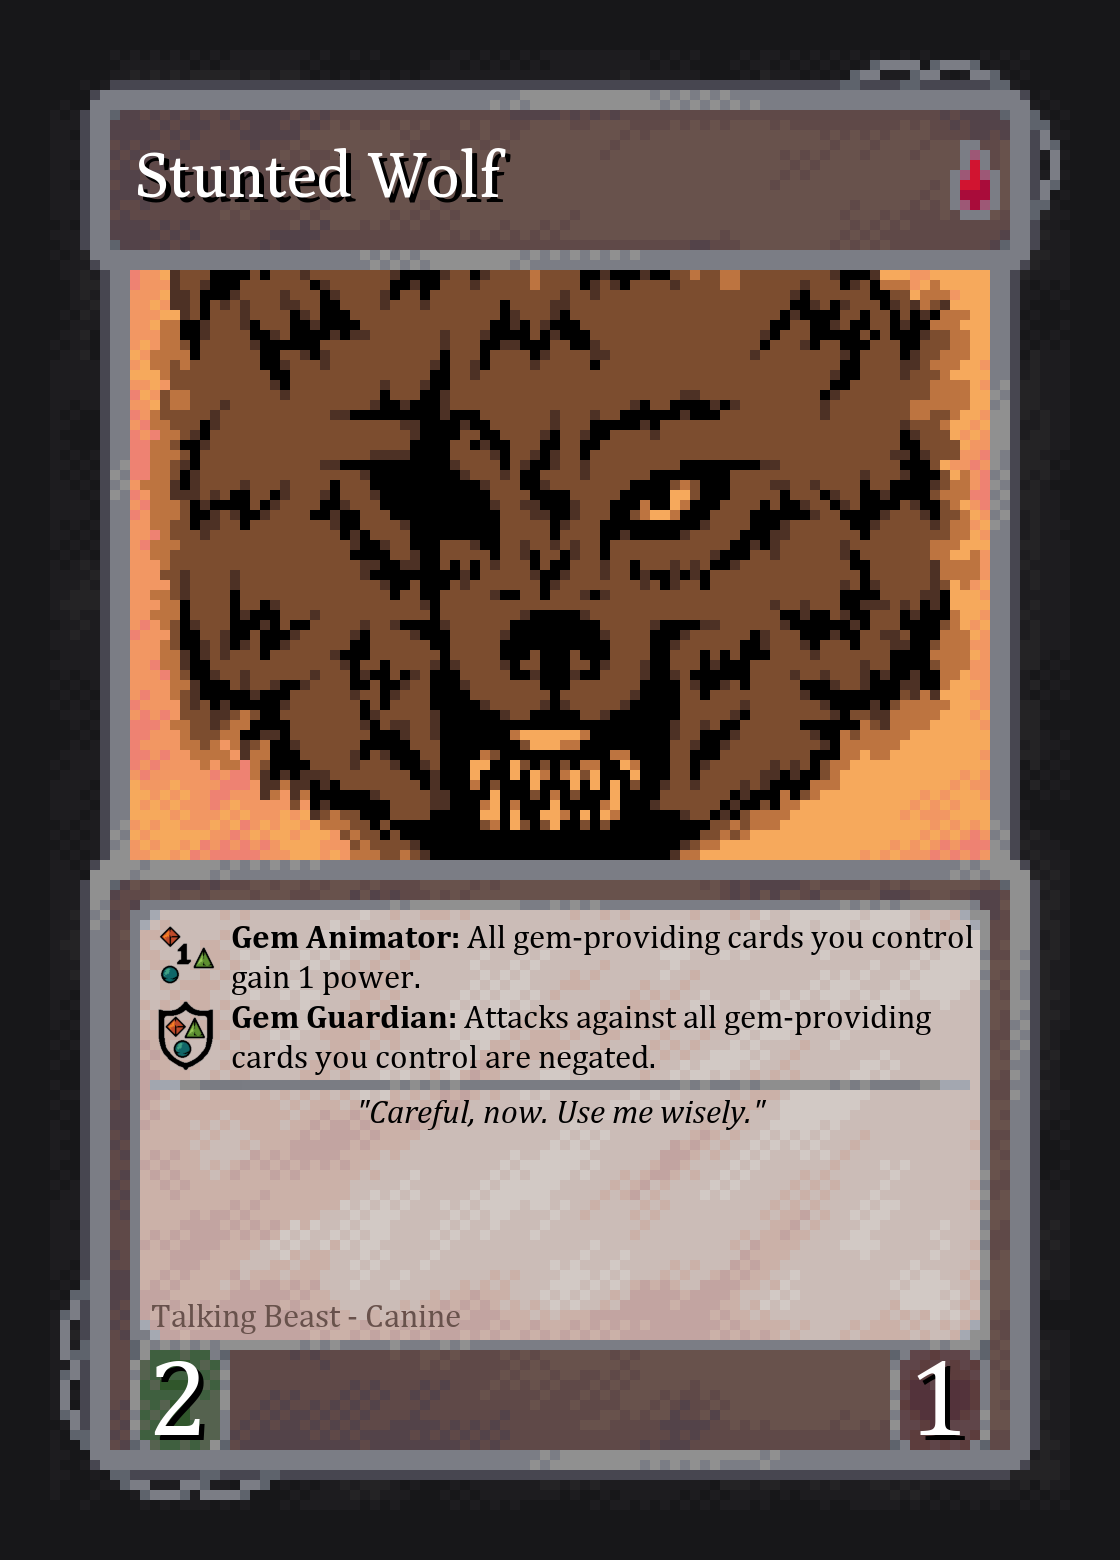 Stunted Wolf
1
Gem Animator: All gem-providing cards you control
gain 1 power.
Gem Guardian: Attacks against all gem-providing
cards you control are negated.
"Careful, now. Use me wisely."
Talking Beast - Canine
2
1